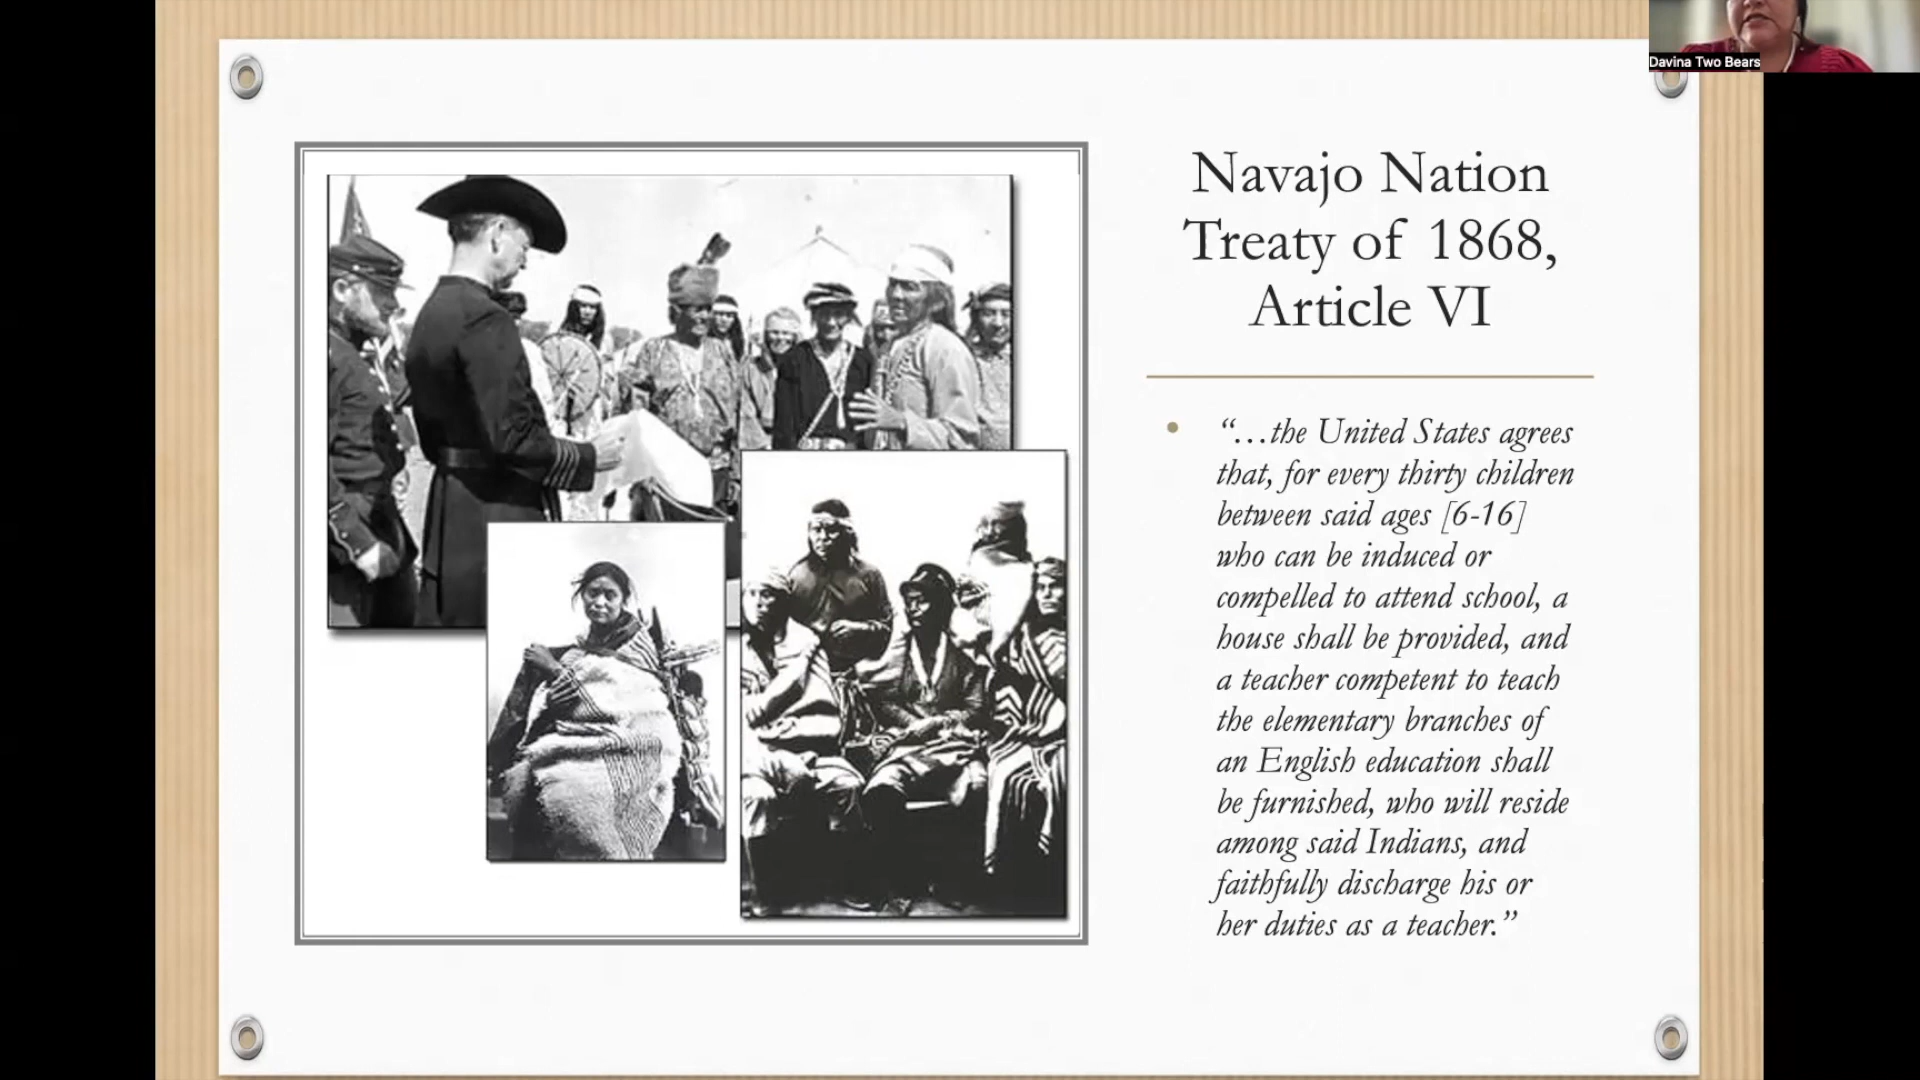 Davina Two Bears
Navajo Nation
Treaty of 1868,
Article VI
• “…the United States agrees
that, for every thirty children
between said ages [6-16]
who can be induced or
compelled to attend school, a
house shall be provided, and
a teacher competent to teach
the elementary branches of
an English education shall
be furnished, who will reside
among said Indians, and
faithfully discharge his or
her duties as a teacher.”